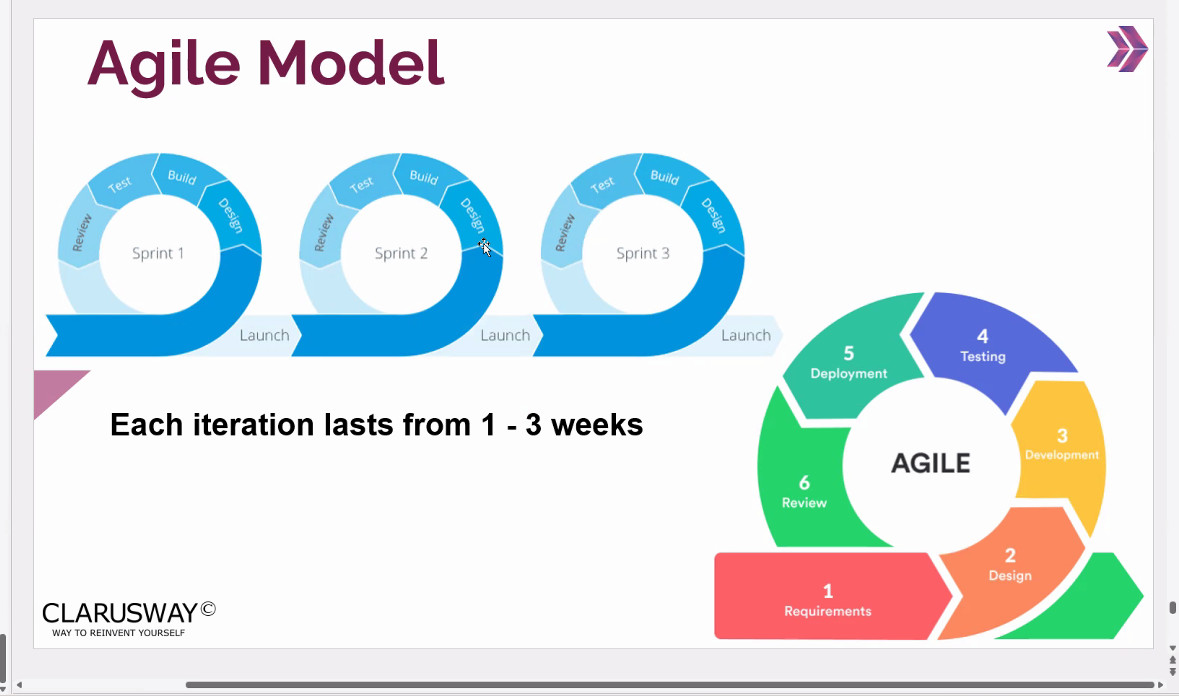 Agile Model
Review
Test
Build
Design
Sprint 1
Launch
Review
Test
Build
Design
Sprint 2
Launch
Review
Test
Build
Design
Sprint 3
Launch
Each iteration lasts from 1 - 3 weeks
AGILE
1
Requirements
2
Design
3
Development
4
Testing
5
Deployment
6
Review
CLARUSWAY©
WAY TO REINVENT YOURSELF